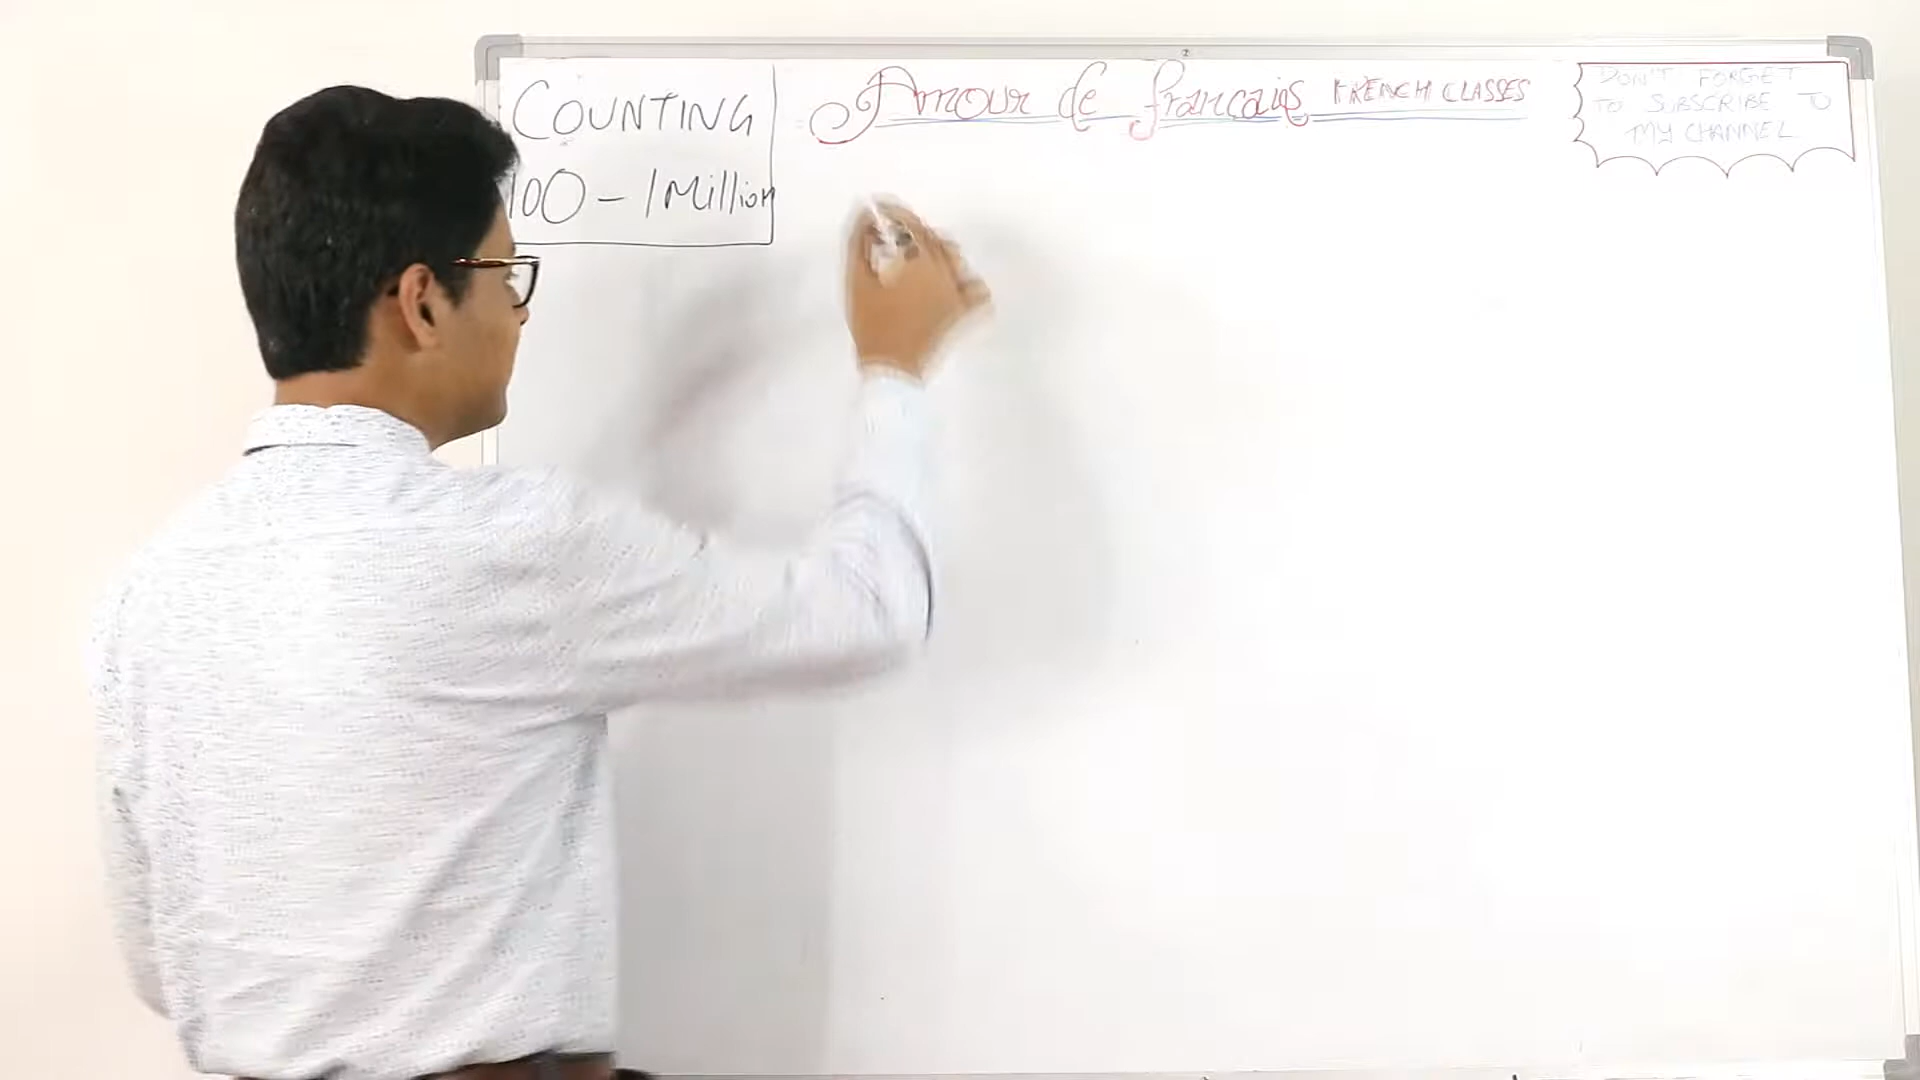 COUNTING
100 - 1 Million
Amour de français FRENCH CLASSES
DON'T FORGET
TO SUBSCRIBE TO
MY CHANNEL